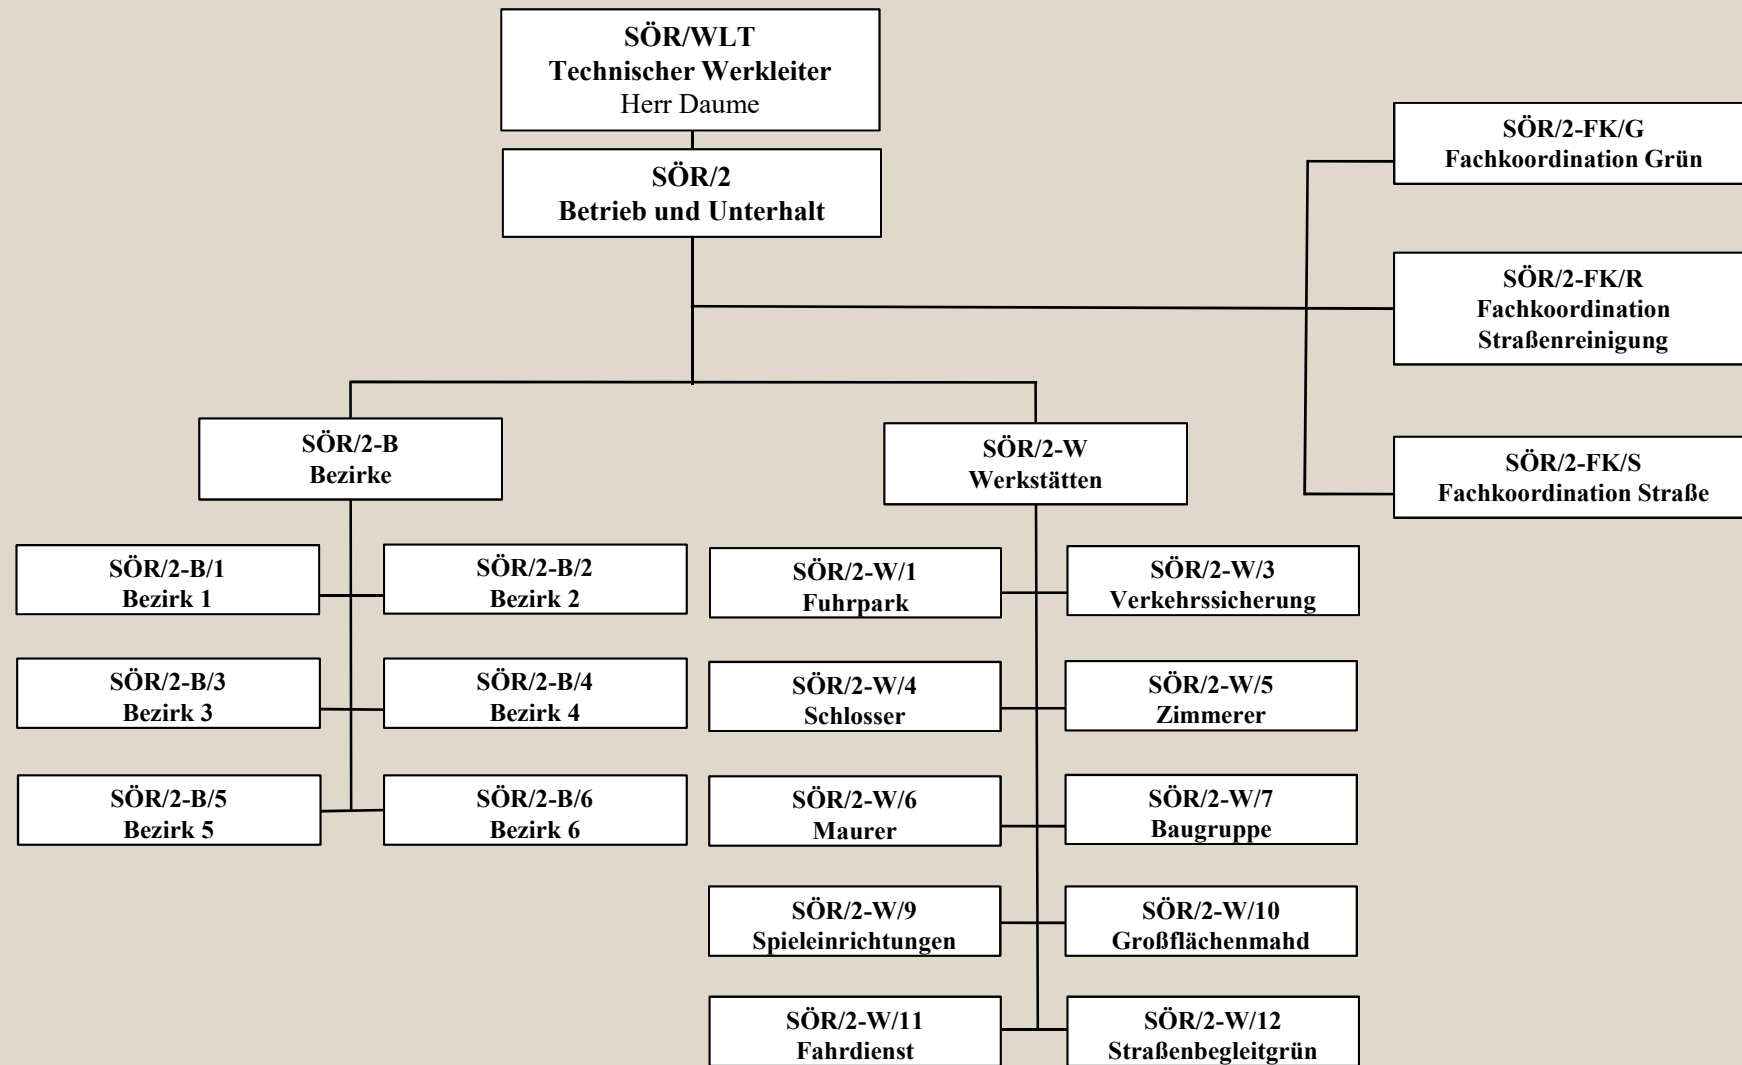 SÖR/WLT
Technischer Werkleiter
Herr Daume
SÖR/2
Betrieb und Unterhalt
SÖR/2-FK/G
Fachkoordination Grün
SÖR/2-FK/R
Fachkoordination
Straßenreinigung
SÖR/2-FK/S
Fachkoordination Straße
SÖR/2-B
Bezirke
SÖR/2-W
Werkstätten
SÖR/2-B/1
Bezirk 1
SÖR/2-B/2
Bezirk 2
SÖR/2-B/3
Bezirk 3
SÖR/2-B/4
Bezirk 4
SÖR/2-B/5
Bezirk 5
SÖR/2-B/6
Bezirk 6
SÖR/2-W/1
Fuhrpark
SÖR/2-W/3
Verkehrssicherung
SÖR/2-W/4
Schlosser
SÖR/2-W/5
Zimmerer
SÖR/2-W/6
Maurer
SÖR/2-W/7
Baugruppe
SÖR/2-W/9
Spieleinrichtungen
SÖR/2-W/10
Großflächenmahd
SÖR/2-W/11
Fahrdienst
SÖR/2-W/12
Straßenbegleitgrün